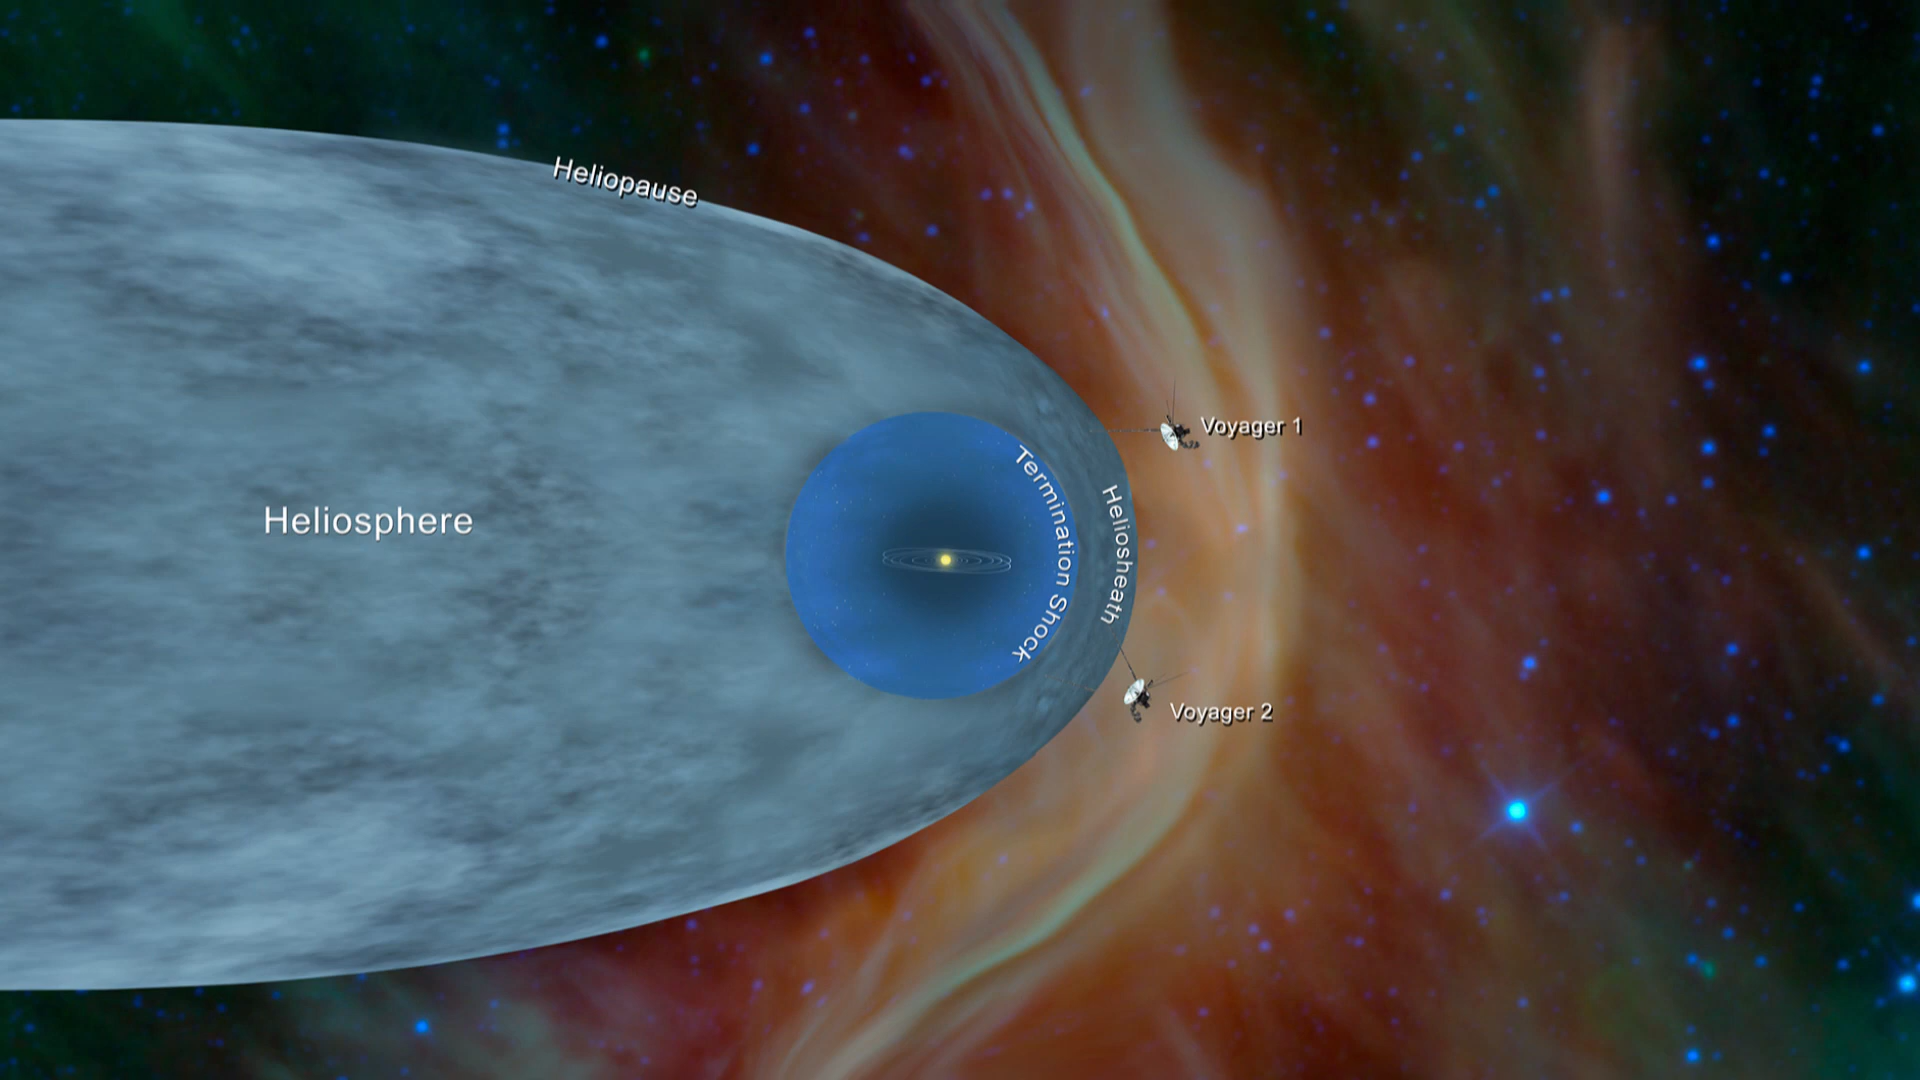 Heliopause
Voyager 1
Termination Shock
Heliosheath
Heliosphere
Voyager 2